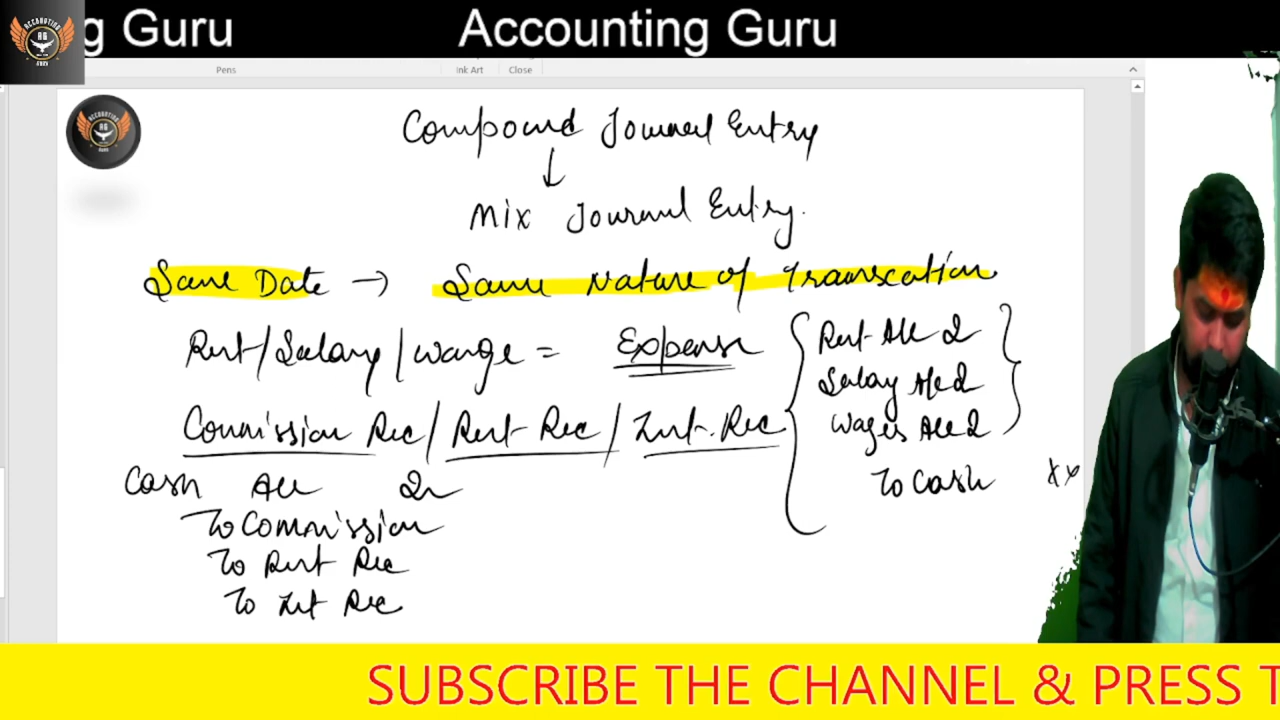 g Guru Accounting Guru
Pens Ink Art Close
Compound Journal Entry
↓
Mix Journal Entry.
Same Date → Same Nature of Transcation
Rent/Salary/Wage = Expense
Rent A/c Dr
Salary A/c Dr
Wages A/c Dr
To Cash xx
Commission Rec/Rent Rec/Int. Rec
Cash A/c Dr
To Commission
To Rent Rec
To Int Rec
SUBSCRIBE THE CHANNEL & PRESS T